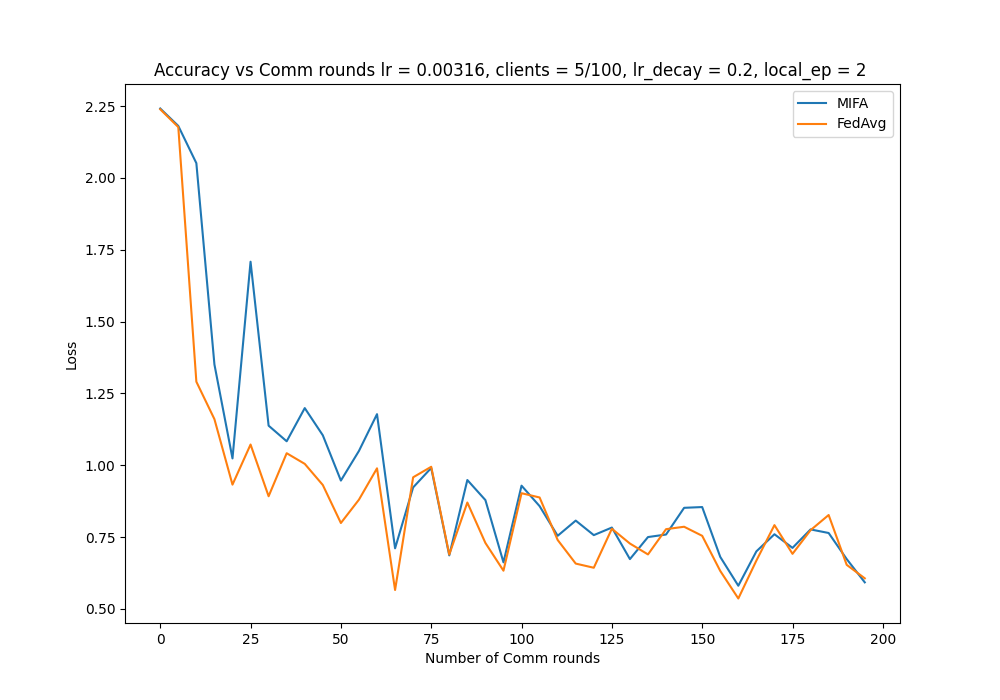 Accuracy vs Comm rounds lr = 0.00316, clients = 5/100, lr_decay = 0.2, local_ep = 2
MIFA
FedAvg
2.25
2.00
1.75
1.50
1.25
1.00
0.75
0.50
Loss
0 25 50 75 100 125 150 175 200
Number of Comm rounds